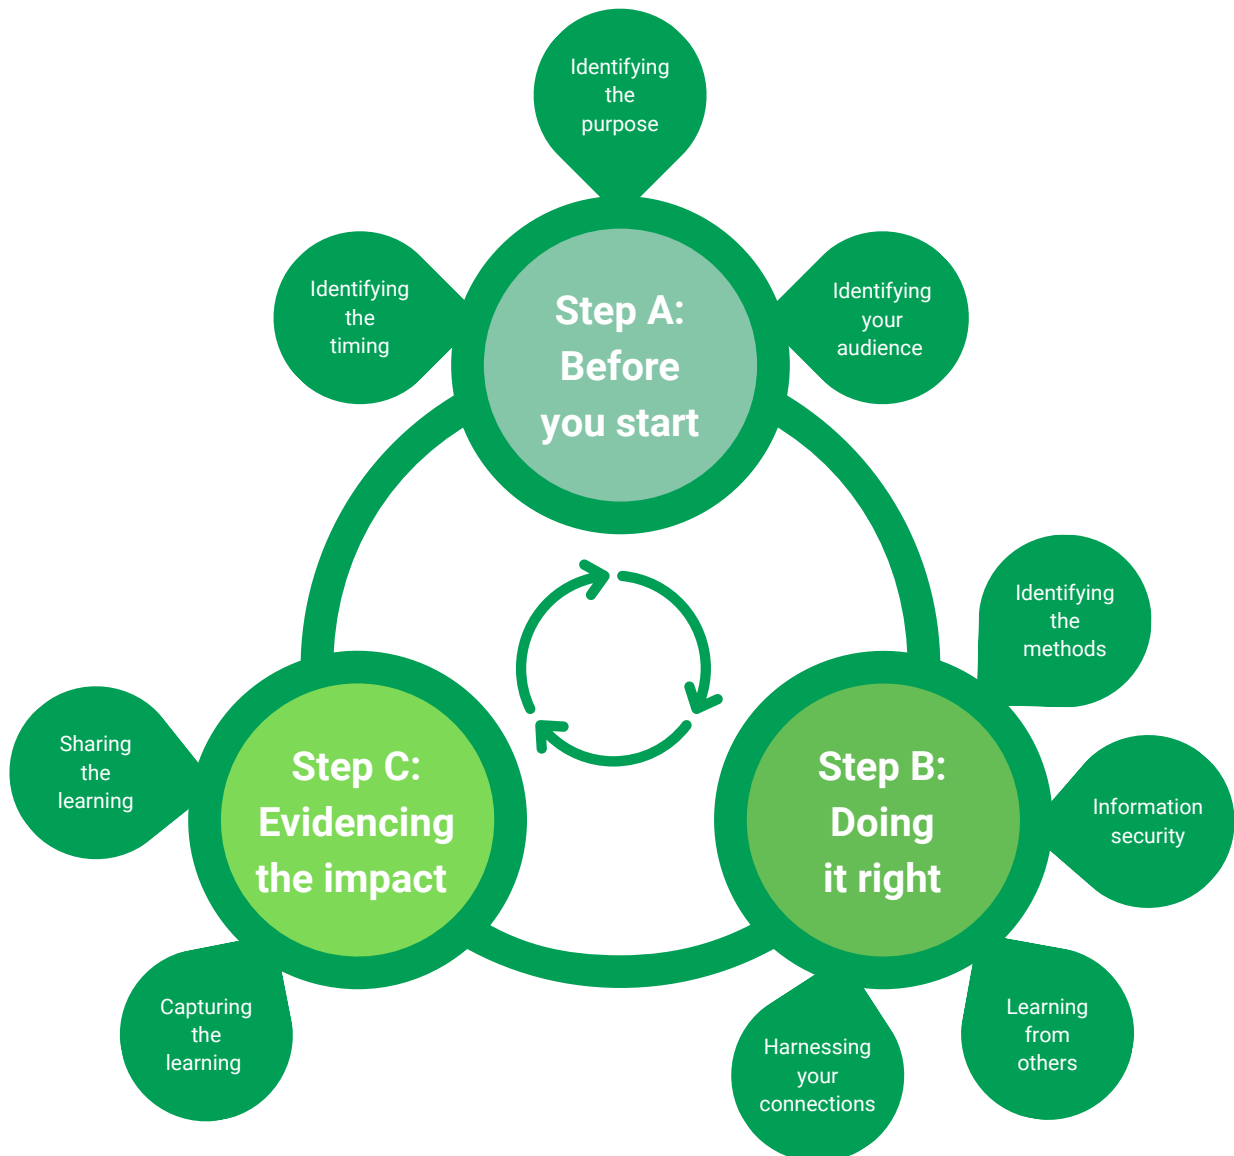 Identifying
the
purpose
Identifying
the
timing
Step A:
Before
you start
Identifying
your
audience
Identifying
the
methods
Step B:
Doing
it right
Information
security
Learning
from
others
Harnessing
your
connections
Step C:
Evidencing
the impact
Capturing
the
learning
Sharing
the
learning